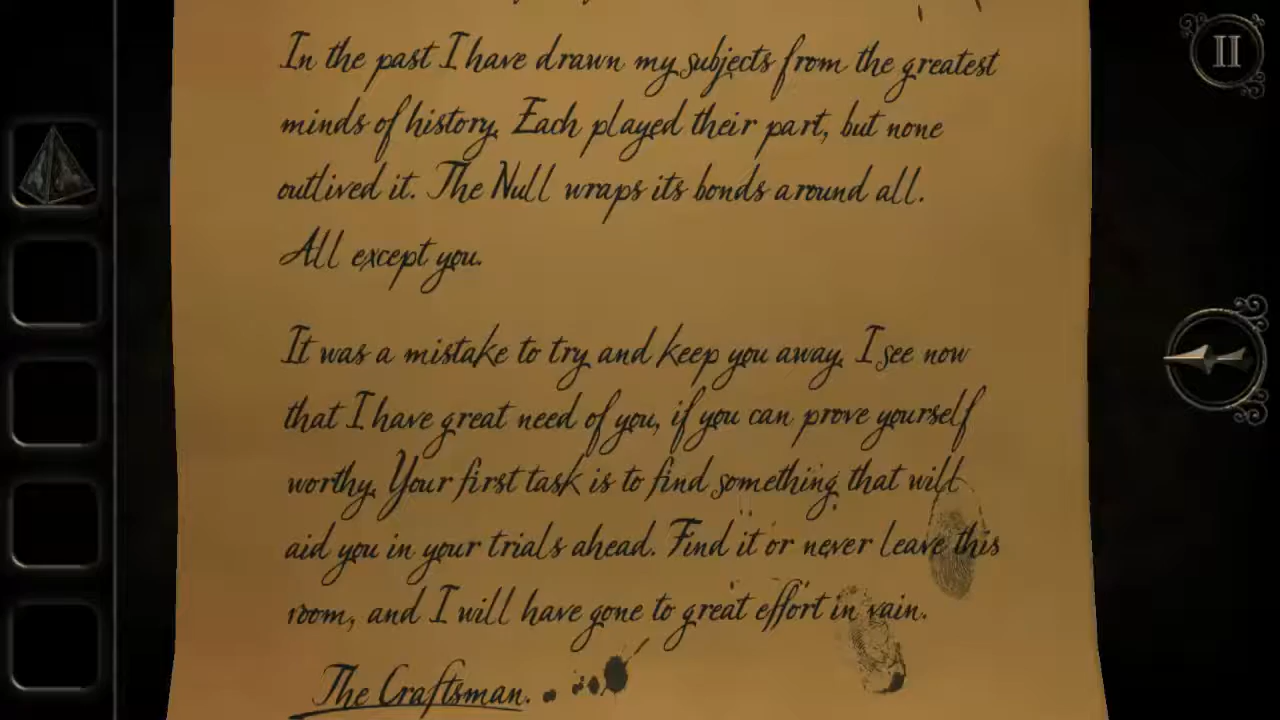 In the past I have drawn my subjects from the greatest
minds of history. Each played their part, but none
outlived it. The Null wraps its bonds around all.
All except you.
It was a mistake to try and keep you away. I see now
that I have great need of you, if you can prove yourself
worthy. Your first task is to find something that will
aid you in your trials ahead. Find it or never leave this
room, and I will have gone to great effort in vain.
The Craftsman.
II